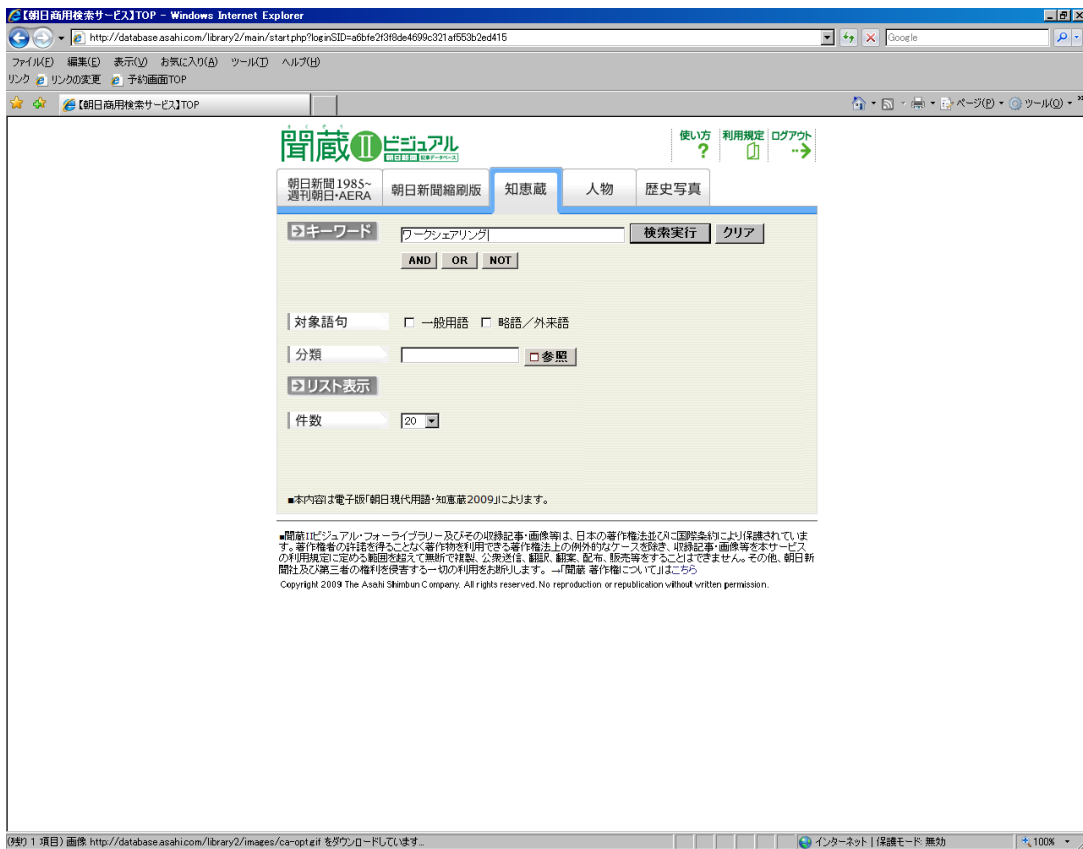 【朝日商用検索サービス】TOP - Windows Internet Explorer
http://database.asahi.com/library2/main/start.php?loginSID=a6bfe2f3f8de4699c321af553b2ed415
Google
ファイル(F) 編集(E) 表示(V) お気に入り(A) ツール(T) ヘルプ(H)
リンク リンクの変更 予約画面TOP
【朝日商用検索サービス】TOP
ページ(P) ツール(O)
きくぞう
聞蔵Ⅱビジュアル
朝日新聞 記事データベース
使い方 ?
利用規定
ログアウト
朝日新聞1985~
週刊朝日・AERA
朝日新聞縮刷版
知恵蔵
人物
歴史写真
キーワード
ワークシェアリング
検索実行 クリア
AND OR NOT
対象語句 一般用語 略語/外来語
分類 参照
リスト表示
件数 20
■本内容は電子版「朝日現代用語・知恵蔵2009」によります。
■聞蔵IIビジュアル・フォーライブラリー及びその収録記事・画像等は、日本の著作権法並びに国際条約により保護されていま
す。著作権者の許諾を得ることなく著作物を利用できる著作権法上の例外的なケースを除き、収録記事・画像等を本サービス
の利用規定に定める範囲を超えて無断で複製、公衆送信、翻訳、翻案、配布、販売等をすることはできません。その他、朝日新
聞社及び第三者の権利を侵害する一切の利用をお断りします。 →「聞蔵 著作権について」はこちら
Copyright 2009 The Asahi Shimbun Company. All rights reserved. No reproduction or republication without written permission.
(残り 1 項目) 画像 http://database.asahi.com/library2/images/ca-opt.gif をダウンロードしています...
インターネット | 保護モード: 無効
100%